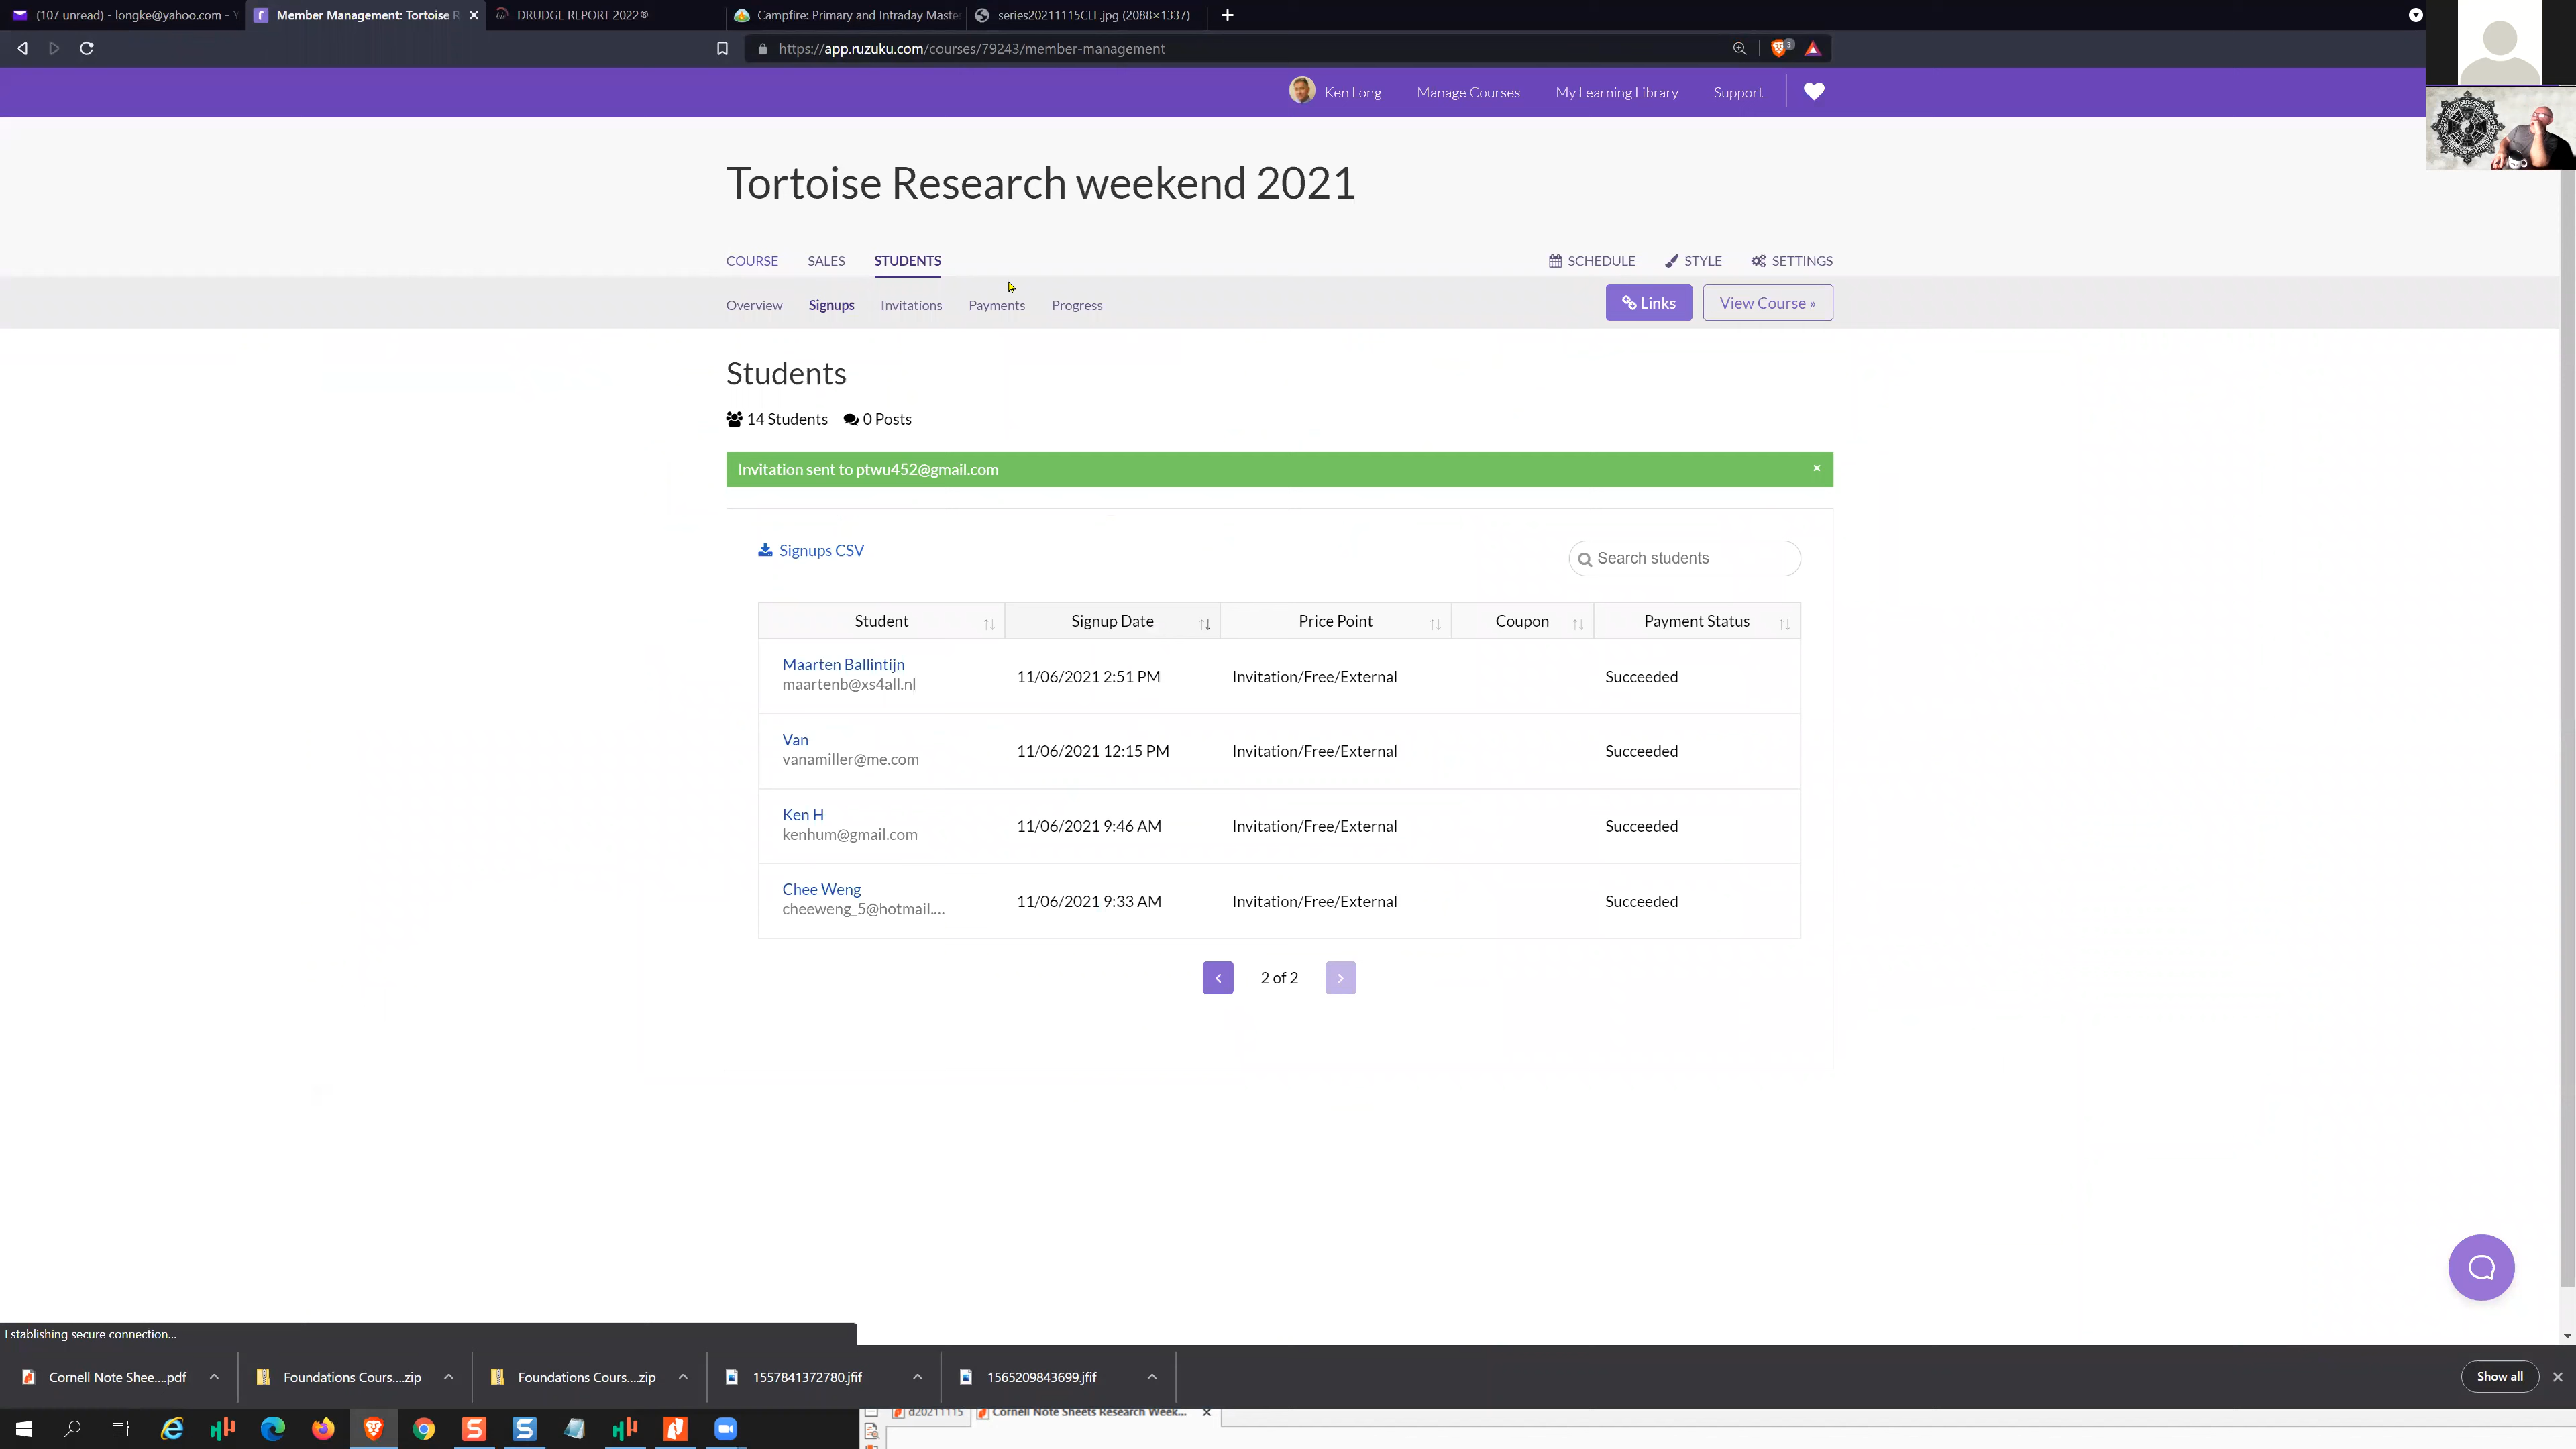 (107 unread) - longke@yahoo.com - Y
Member Management: Tortoise R
DRUDGE REPORT 2022®
Campfire: Primary and Intraday Maste
series20211115CLF.jpg (2088×1337)
https://app.ruzuku.com/courses/79243/member-management
3
Ken Long
Manage Courses
My Learning Library
Support
Tortoise Research weekend 2021
COURSE
SALES
STUDENTS
SCHEDULE
STYLE
SETTINGS
Overview
Signups
Invitations
Payments
Progress
Links
View Course »
Students
14 Students
0 Posts
Invitation sent to ptwu452@gmail.com
Signups CSV
Search students
Student Signup Date Price Point Coupon Payment Status
Maarten Ballintijn
maartenb@xs4all.nl
11/06/2021 2:51 PM Invitation/Free/External Succeeded
Van
vanamiller@me.com
11/06/2021 12:15 PM Invitation/Free/External Succeeded
Ken H
kenhum@gmail.com
11/06/2021 9:46 AM Invitation/Free/External Succeeded
Chee Weng
cheeweng_5@hotmail....
11/06/2021 9:33 AM Invitation/Free/External Succeeded
2 of 2
Establishing secure connection...
Cornell Note Shee....pdf
Foundations Cours....zip
Foundations Cours....zip
1557841372780.jfif
1565209843699.jfif
Show all
d20211115
Cornell Note Sheets Research Week...